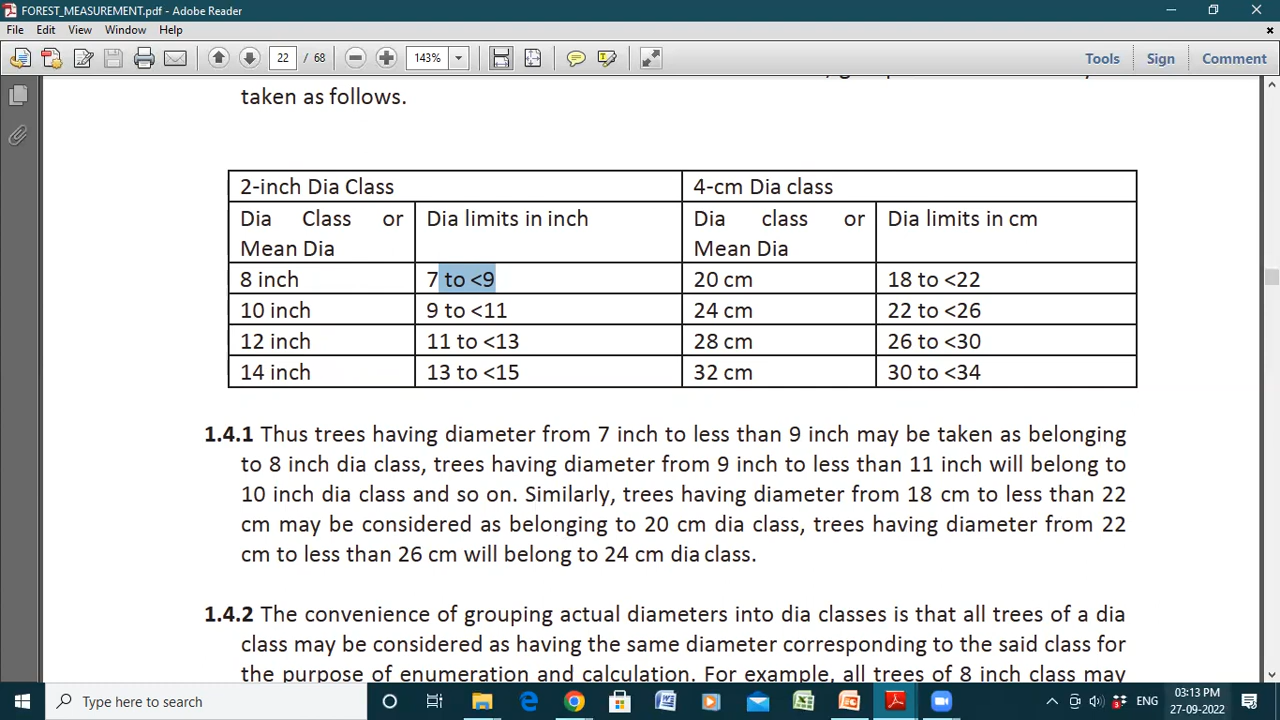 FOREST_MEASUREMENT.pdf - Adobe Reader
File Edit View Window Help
22 / 68 143% Tools Sign Comment
taken as follows.
2-inch Dia Class 4-cm Dia class
Dia Class or Dia limits in inch Dia class or Dia limits in cm
Mean Dia Mean Dia
8 inch 7 to <9 20 cm 18 to <22
10 inch 9 to <11 24 cm 22 to <26
12 inch 11 to <13 28 cm 26 to <30
14 inch 13 to <15 32 cm 30 to <34
1.4.1 Thus trees having diameter from 7 inch to less than 9 inch may be taken as belonging
to 8 inch dia class, trees having diameter from 9 inch to less than 11 inch will belong to
10 inch dia class and so on. Similarly, trees having diameter from 18 cm to less than 22
cm may be considered as belonging to 20 cm dia class, trees having diameter from 22
cm to less than 26 cm will belong to 24 cm dia class.
1.4.2 The convenience of grouping actual diameters into dia classes is that all trees of a dia
class may be considered as having the same diameter corresponding to the said class for
the purpose of enumeration and calculation. For example, all trees of 8 inch class may
Type here to search ENG 03:13 PM
27-09-2022